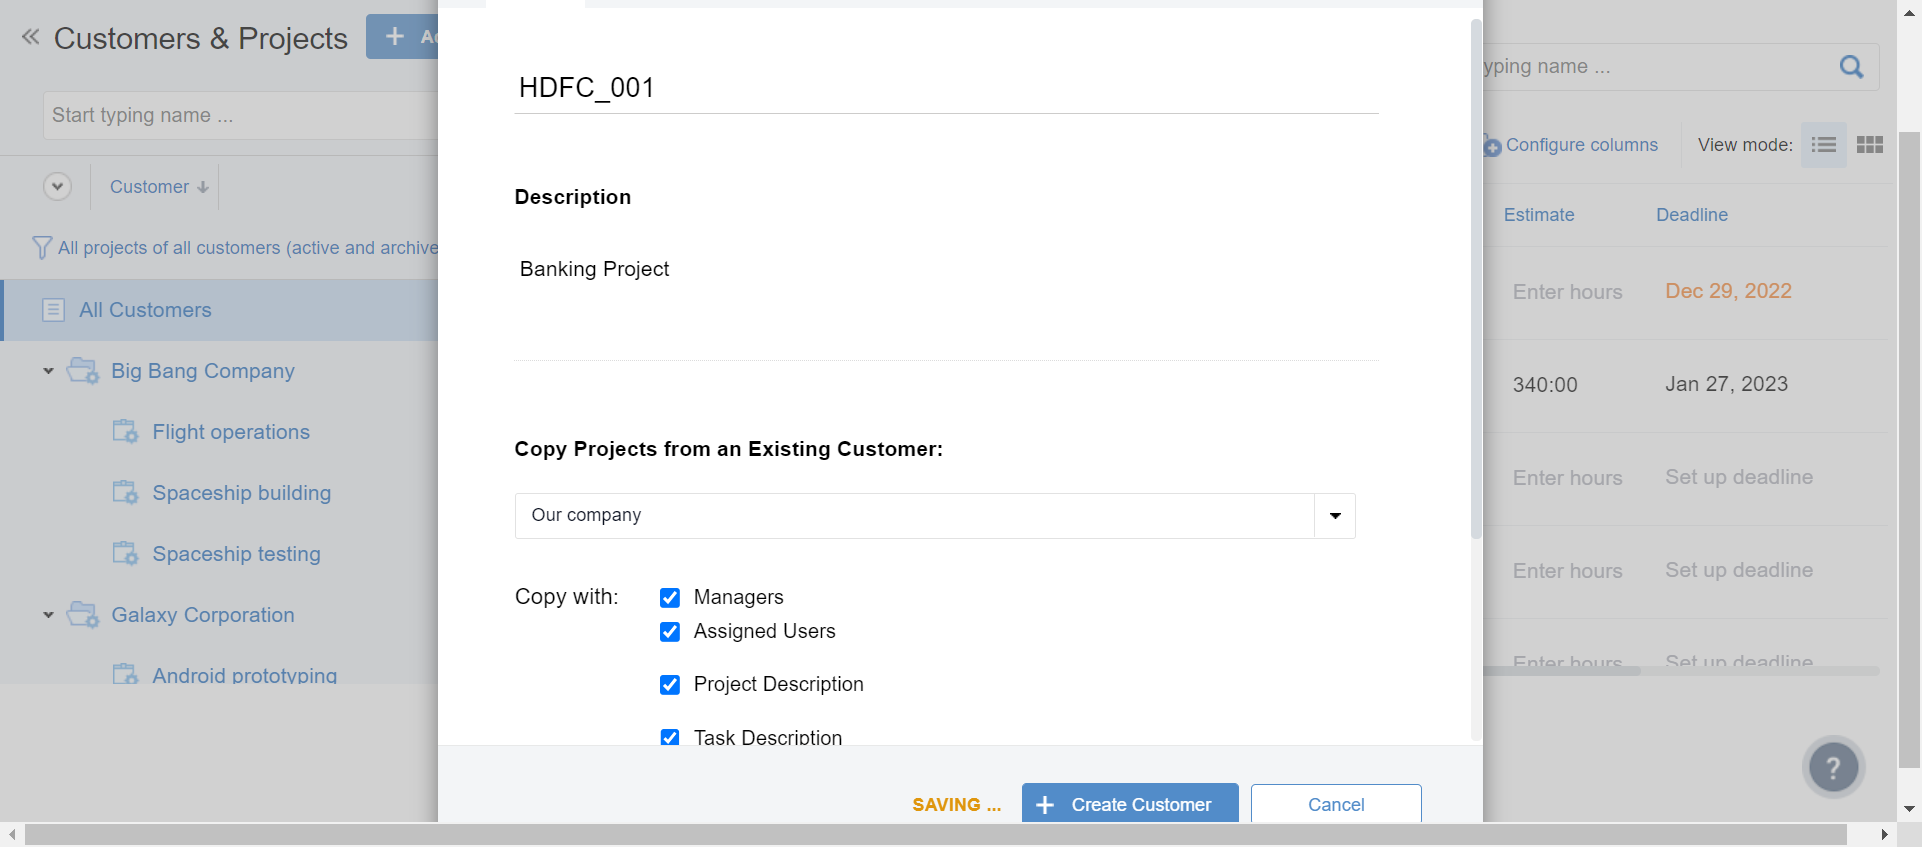 Customers & Projects
Start typing name ...
Customer
All projects of all customers (active and archive
All Customers
Big Bang Company
Flight operations
Spaceship building
Spaceship testing
Galaxy Corporation
Android prototyping
HDFC_001
Description
Banking Project
Copy Projects from an Existing Customer:
Our company
Copy with:
Managers
Assigned Users
Project Description
Task Description
SAVING ...
Create Customer
Cancel
yping name ...
Configure columns
View mode:
Estimate Deadline
Enter hours Dec 29, 2022
340:00 Jan 27, 2023
Enter hours Set up deadline
Enter hours Set up deadline
Enter hours Set up deadline
?